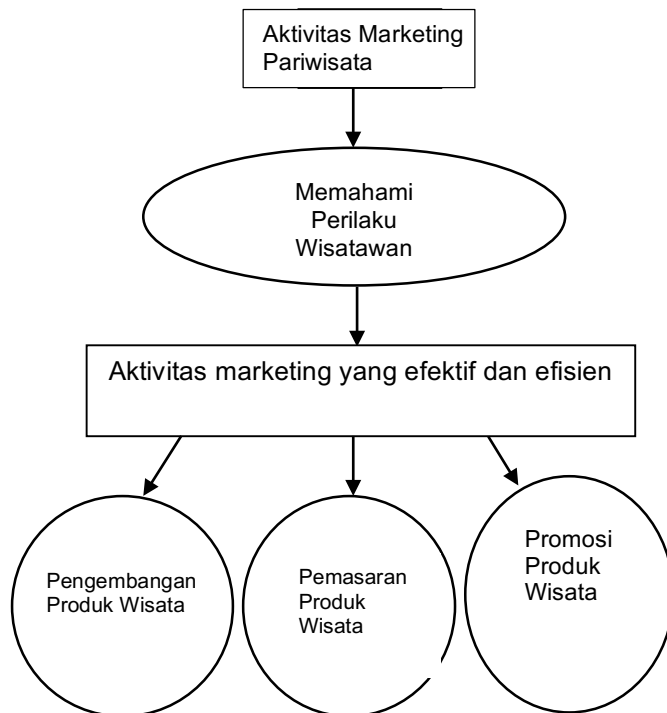 Aktivitas Marketing
Pariwisata
Memahami
Perilaku
Wisatawan
Aktivitas marketing yang efektif dan efisien
Pengembangan
Produk Wisata
Pemasaran
Produk
Wisata
Promosi
Produk
Wisata